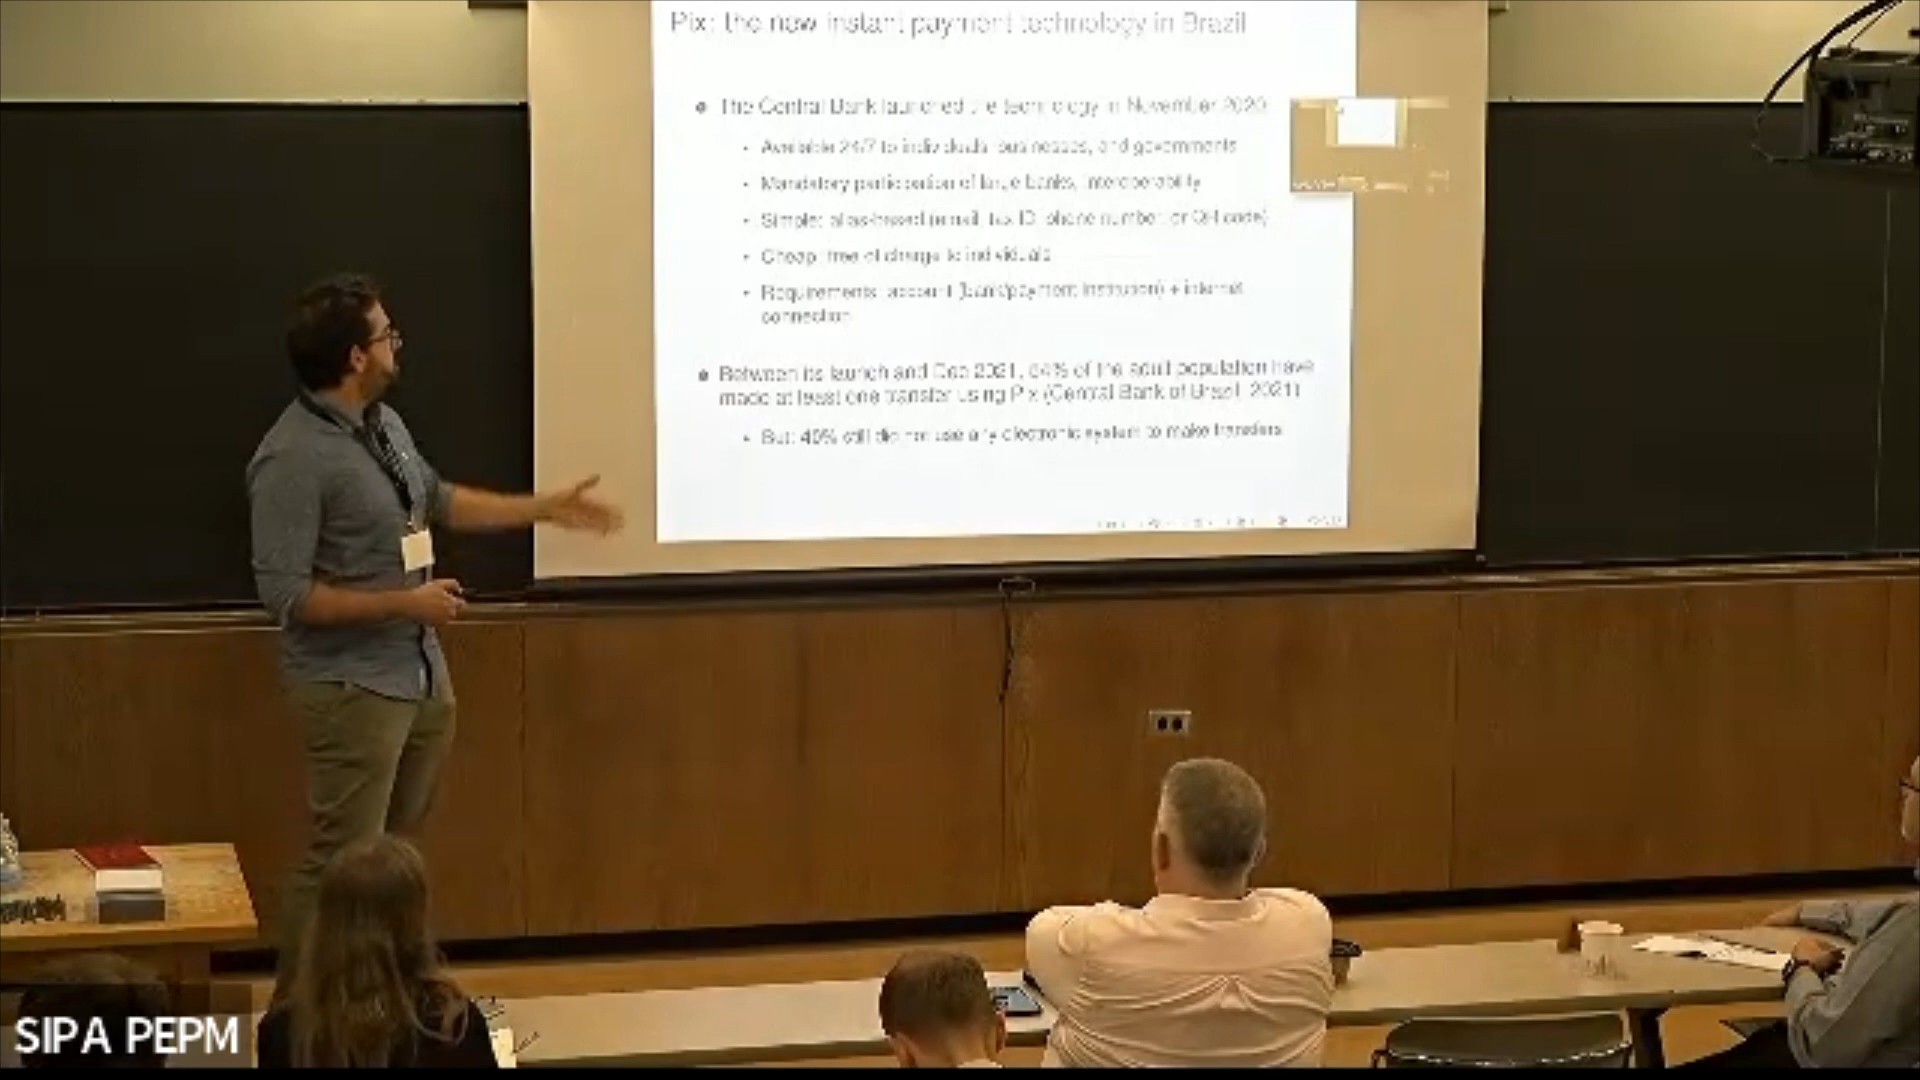 Pix: the new instant payment technology in Brazil
The Central Bank launched the technology in November 2020
Available 24/7 to individuals, businesses, and governments
Mandatory participation of large banks, interoperability
Simple: alias-based (email, tax ID, phone number, or QR code)
Cheap: free of charge to individuals
Requirements: account (bank/payment institution) + internet
connection
Between its launch and Dec 2021, of the adult population have
made at least one transfer using Pix (Central Bank of Brazil, 2021)
But: still did not use any electronic system to make transfers
SIPA PEPM